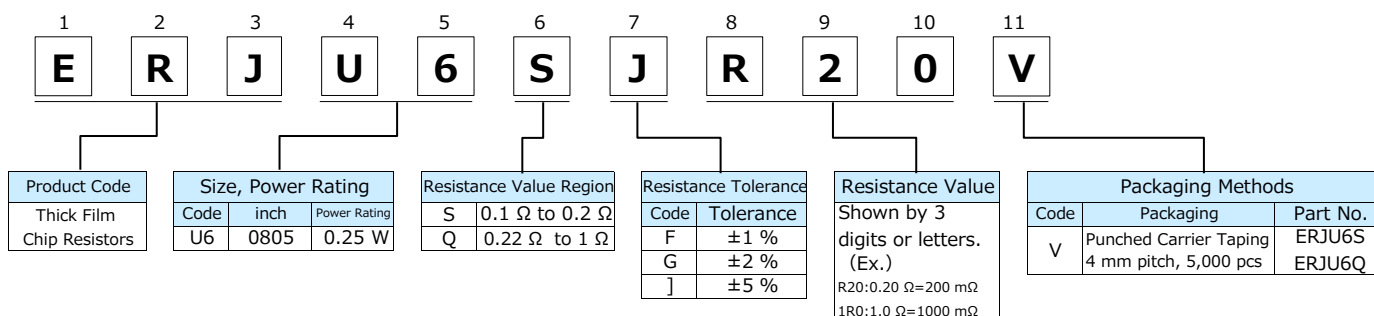 1 2 3 4 5 6 7 8 9 10 11
E R J U 6 S J R 2 0 V
Product Code
Thick Film
Chip Resistors
Size, Power Rating
Code inch Power Rating
U6 0805 0.25 W
Resistance Value Region
S 0.1 Ω to 0.2 Ω
Q 0.22 Ω to 1 Ω
Resistance Tolerance
Code Tolerance
F ±1 %
G ±2 %
] ±5 %
Resistance Value
Shown by 3
digits or letters.
(Ex.)
R20:0.20 Ω=200 mΩ
1R0:1.0 Ω=1000 mΩ
Packaging Methods
Code Packaging Part No.
V Punched Carrier Taping ERJU6S
4 mm pitch, 5,000 pcs ERJU6Q